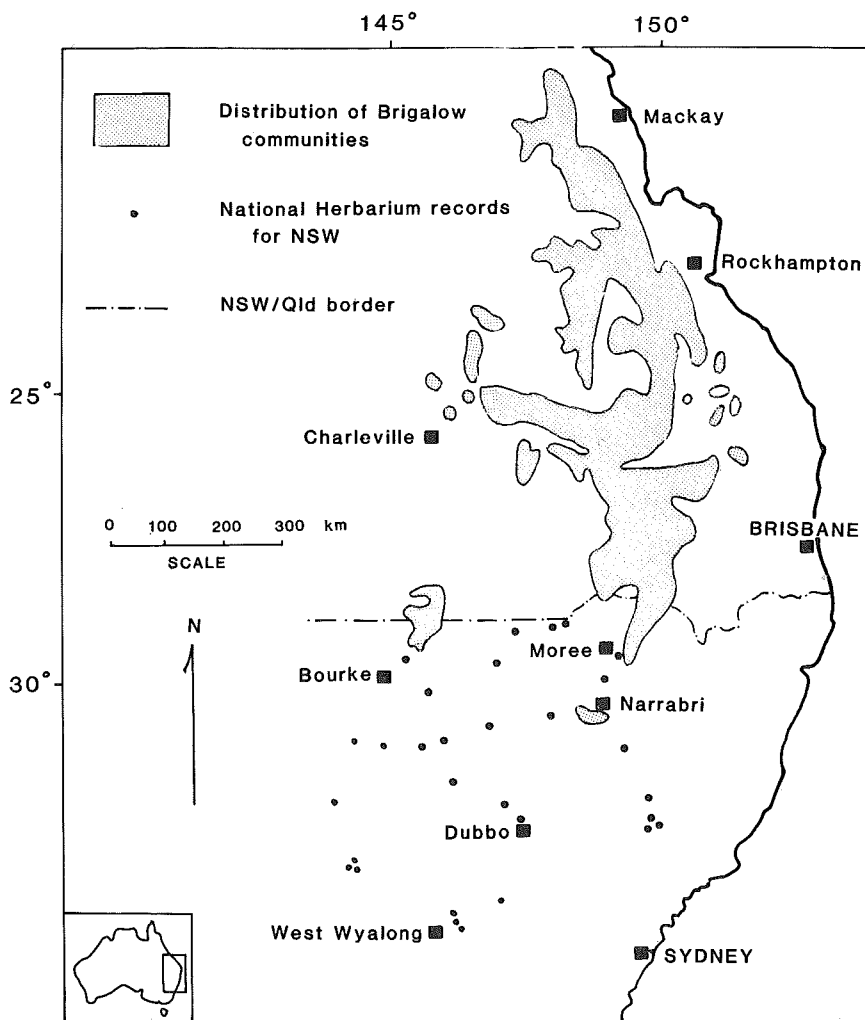 145° 150°
Distribution of Brigalow
communities
Mackay
National Herbarium records
for NSW
Rockhampton
NSW/Qld border
25°
Charleville
0 100 200 300 km
SCALE
BRISBANE
N
Moree
Bourke
30°
Narrabri
Dubbo
West Wyalong
SYDNEY